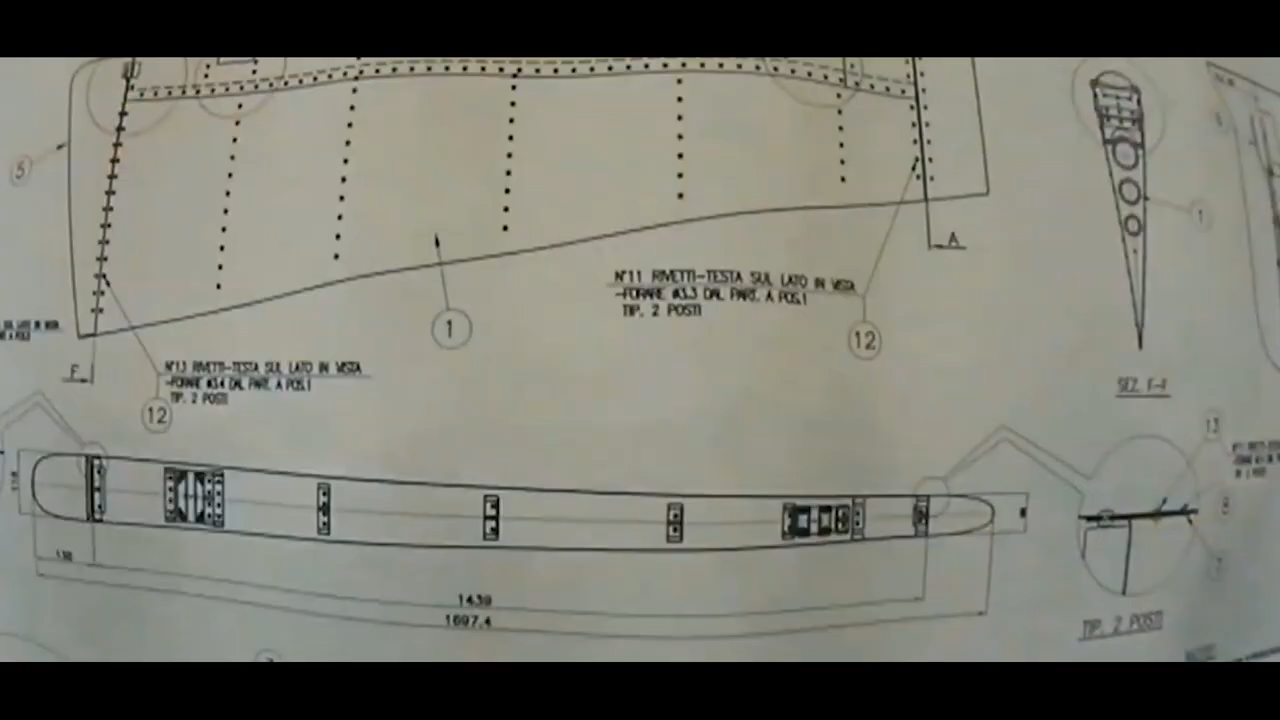 5
A
N°11 RIVETTI-TESTA SUL LATO IN VISTA
-FORARE Ø3.3 DAL PART. A POS.1
TIP. 2 POSTI
1
1
12
F
N°13 RIVETTI-TESTA SUL LATO IN VISTA
-FORARE Ø3.4 DAL PART. A POS.1
TIP. 2 POSTI
12
SEZ. F-F
13
1439
1697.4
TIP. 2 POSTI